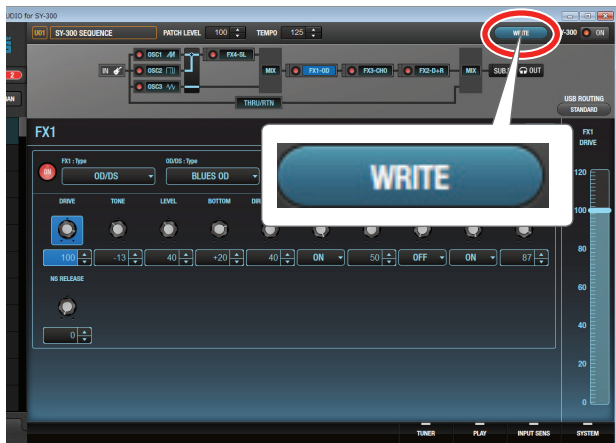 UDIO for SY-300
U01 SY-300 SEQUENCE PATCH LEVEL 100 TEMPO 125 WRITE -300 ON
2
OSC1 FX4-SL
IN OSC2 MIX FX1-OD FX3-CHO FX2-D+R MIX SUB OUT
OSC3
THRU/RTN
USB ROUTING
STANDARD
FX1
FX1
DRIVE
WRITE
FX1 : Type OD/DS : Type
ON OD/DS BLUES OD
DRIVE TONE LEVEL BOTTOM DIR
100 -13 40 +20 40 ON 50 OFF ON 87
NS RELEASE
0
120
100
80
60
40
20
0
TUNER PLAY INPUT SENS SYSTEM